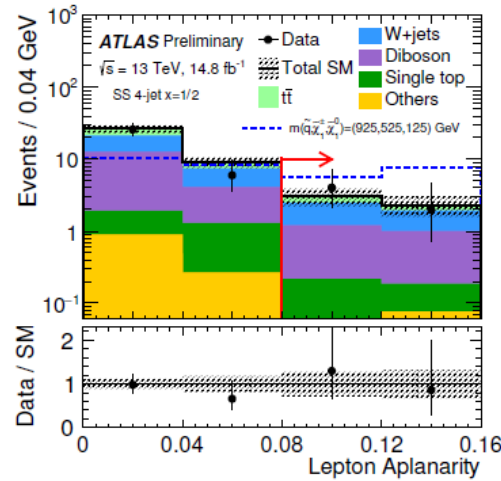 Events / 0.04 GeV
10³
10²
10
1
10⁻¹
ATLAS Preliminary
√s = 13 TeV, 14.8 fb⁻¹
SS 4-jet x=1/2
Data
Total SM
tt̄
W+jets
Diboson
Single top
Others
m(q̃,χ̃₁±,χ̃₁⁰)=(925,525,125) GeV
Data / SM
2
1
0
0 0.04 0.08 0.12 0.16
Lepton Aplanarity